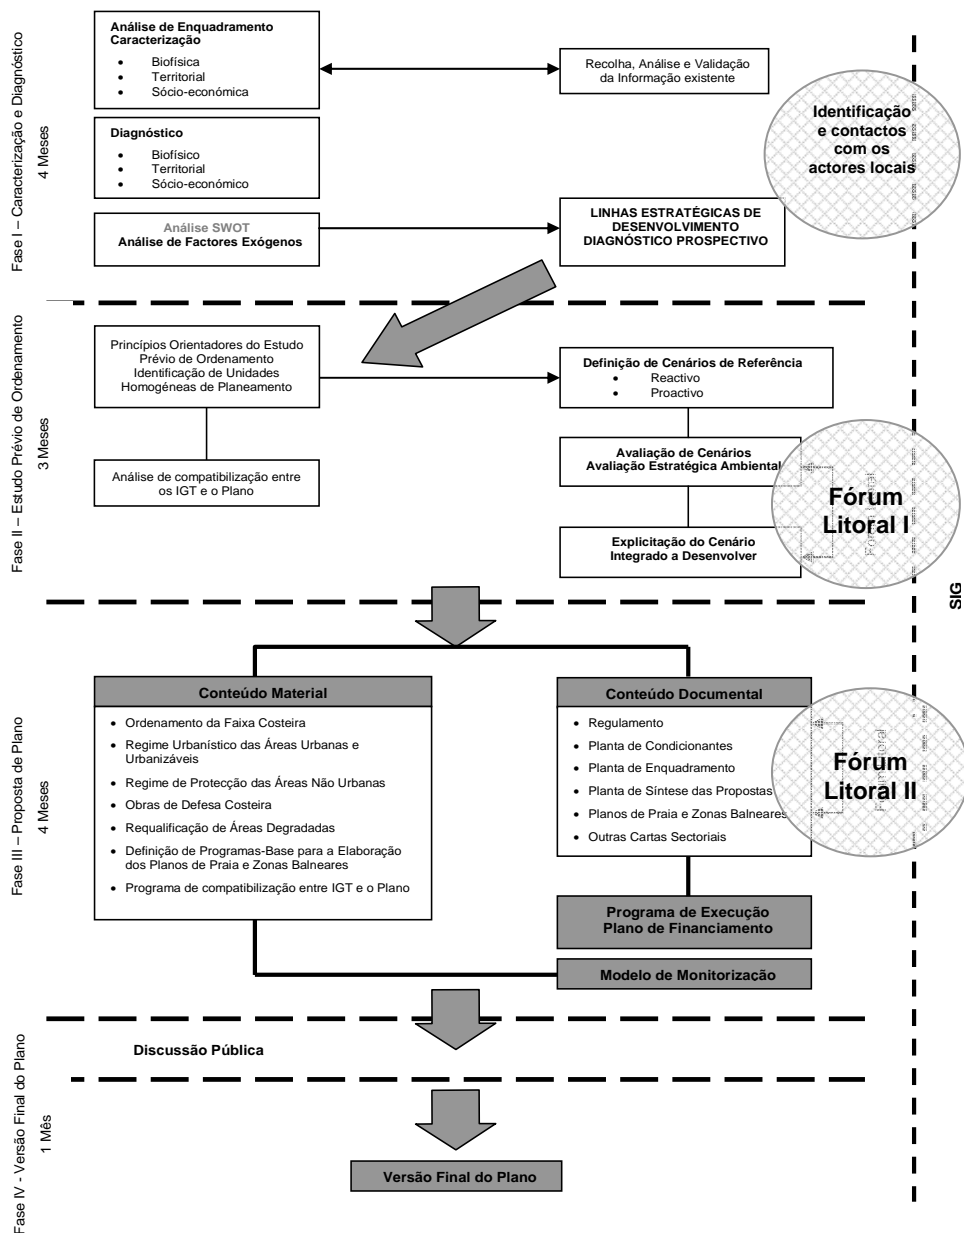 Fase I – Caracterização e Diagnóstico
4 Meses
Análise de Enquadramento
Caracterização
• Biofísica
• Territorial
• Sócio-económica
Recolha, Análise e Validação
da Informação existente
Identificação
e contactos
com os
actores locais
Diagnóstico
• Biofísico
• Territorial
• Sócio-económico
Análise SWOT
Análise de Factores Exógenos
LINHAS ESTRATÉGICAS DE
DESENVOLVIMENTO
DIAGNÓSTICO PROSPECTIVO
Fase II – Estudo Prévio de Ordenamento
3 Meses
Princípios Orientadores do Estudo
Prévio de Ordenamento
Identificação de Unidades
Homogéneas de Planeamento
Definição de Cenários de Referência
• Reactivo
• Proactivo
Análise de compatibilização entre
os IGT e o Plano
Avaliação de Cenários
Avaliação Estratégica Ambiental
Explicitação do Cenário
Integrado a Desenvolver
Fórum
Litoral I
SIG
Fase III – Proposta de Plano
4 Meses
Conteúdo Material
• Ordenamento da Faixa Costeira
• Regime Urbanístico das Áreas Urbanas e
Urbanizáveis
• Regime de Protecção das Áreas Não Urbanas
• Obras de Defesa Costeira
• Requalificação de Áreas Degradadas
• Definição de Programas-Base para a Elaboração
dos Planos de Praia e Zonas Balneares
• Programa de compatibilização entre IGT e o Plano
Conteúdo Documental
• Regulamento
• Planta de Condicionantes
• Planta de Enquadramento
• Planta de Síntese das Propostas
• Planos de Praia e Zonas Balneares
• Outras Cartas Sectoriais
Fórum
Litoral II
Programa de Execução
Plano de Financiamento
Modelo de Monitorização
Fase IV - Versão Final do Plano
1 Mês
Discussão Pública
Versão Final do Plano